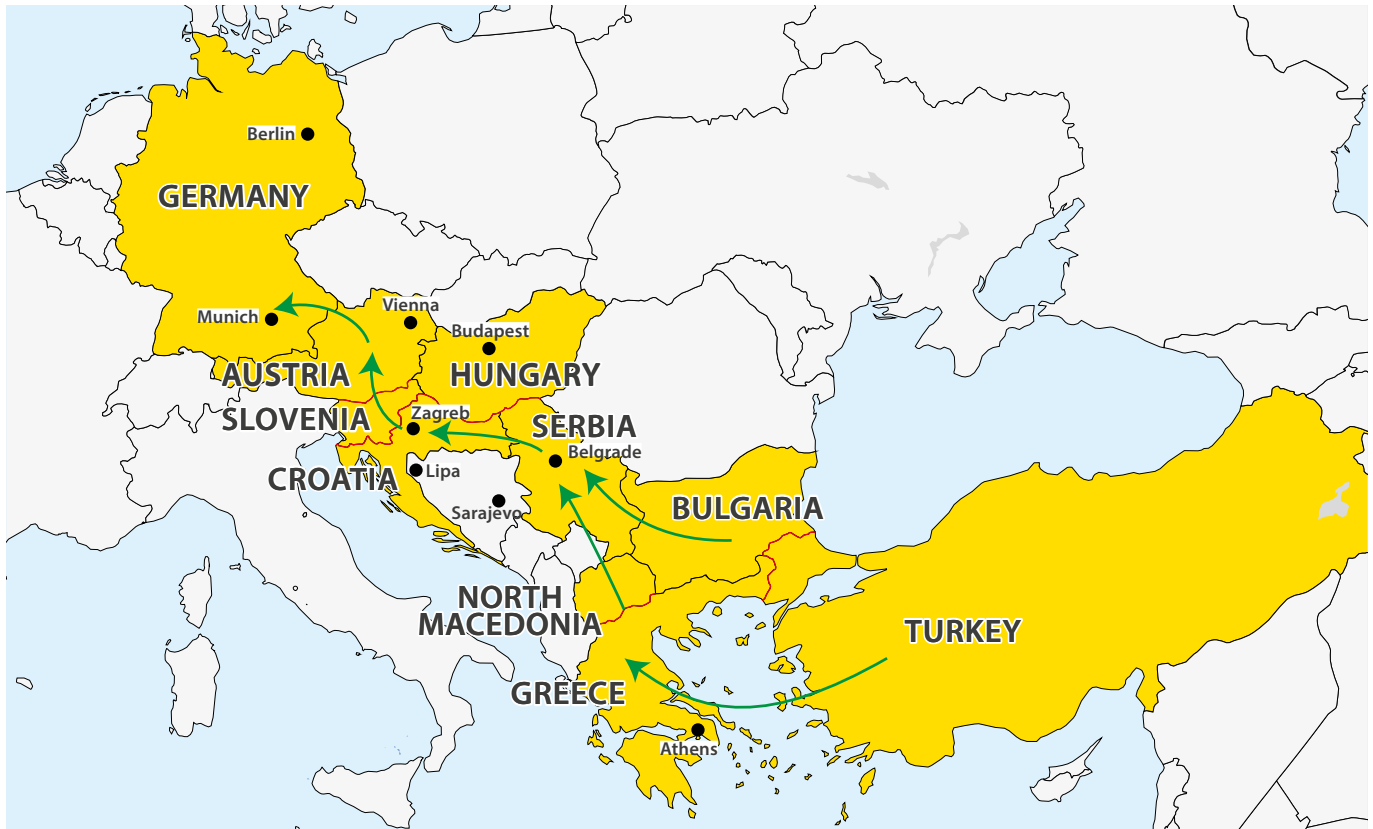 Berlin
GERMANY
Vienna
Munich
Budapest
AUSTRIA
HUNGARY
SLOVENIA
Zagreb
SERBIA
Belgrade
CROATIA
Lipa
Sarajevo
BULGARIA
NORTH
MACEDONIA
TURKEY
GREECE
Athens